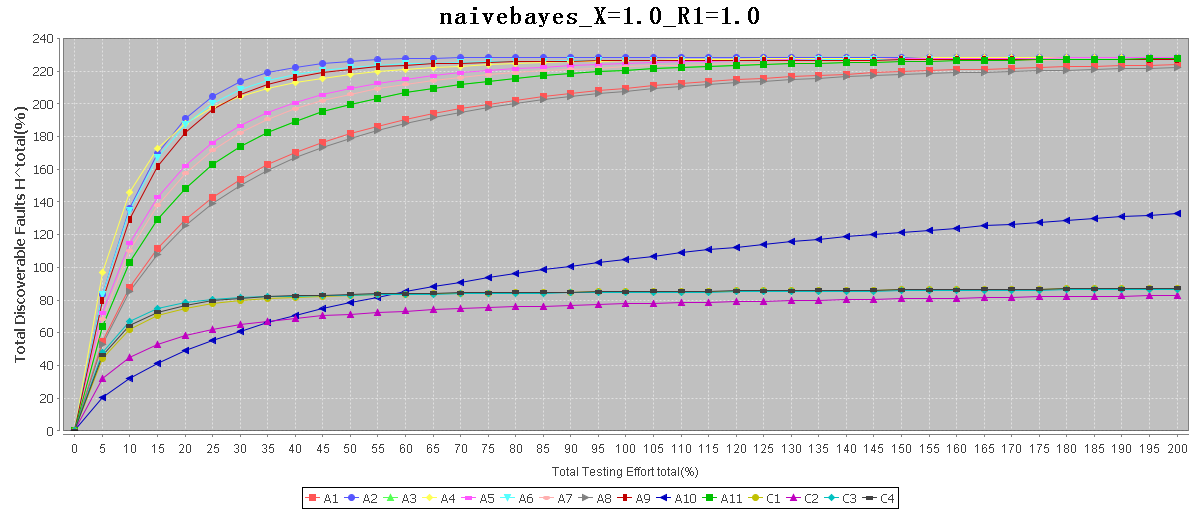 naivebayes_X=1.0_R1=1.0
Total Discoverable Faults H^total(%)
240
220
200
180
160
140
120
100
80
60
40
20
0
0 5 10 15 20 25 30 35 40 45 50 55 60 65 70 75 80 85 90 95 100 105 110 115 120 125 130 135 140 145 150 155 160 165 170 175 180 185 190 195 200
Total Testing Effort total(%)
A1 A2 A3 A4 A5 A6 A7 A8 A9 A10 A11 C1 C2 C3 C4